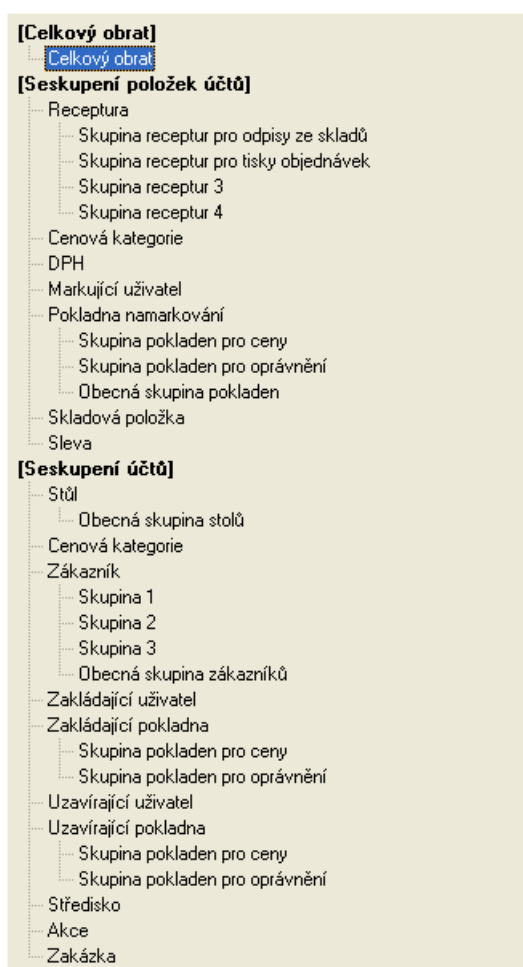 [Celkový obrat]
Celkový obrat
[Seskupení položek účtů]
Receptura
Skupina receptur pro odpisy ze skladů
Skupina receptur pro tisky objednávek
Skupina receptur 3
Skupina receptur 4
Cenová kategorie
DPH
Markující uživatel
Pokladna namarkování
Skupina pokladen pro ceny
Skupina pokladen pro oprávnění
Obecná skupina pokladen
Skladová položka
Sleva
[Seskupení účtů]
Stůl
Obecná skupina stolů
Cenová kategorie
Zákazník
Skupina 1
Skupina 2
Skupina 3
Obecná skupina zákazníků
Zakládající uživatel
Zakládající pokladna
Skupina pokladen pro ceny
Skupina pokladen pro oprávnění
Uzavírající uživatel
Uzavírající pokladna
Skupina pokladen pro ceny
Skupina pokladen pro oprávnění
Středisko
Akce
Zakázka